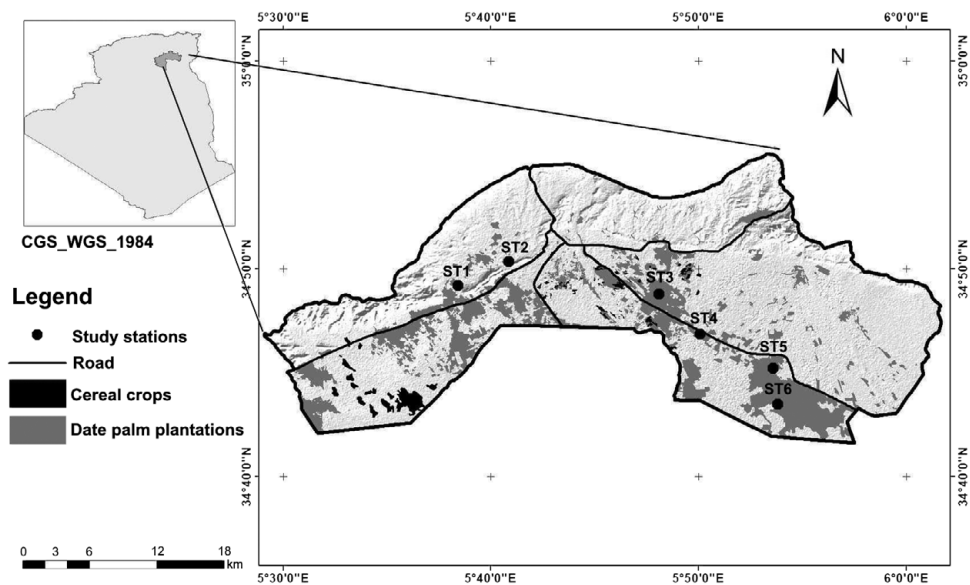 5°30'0"E 5°40'0"E 5°50'0"E 6°0'0"E
35°0'0"N 35°0'0"N
N
CGS_WGS_1984
ST2
ST1
34°50'0"N 34°50'0"N
ST3
ST4
ST5
ST6
Legend
Study stations
Road
Cereal crops
Date palm plantations
34°40'0"N 34°40'0"N
0 3 6 12 18
km
5°30'0"E 5°40'0"E 5°50'0"E 6°0'0"E